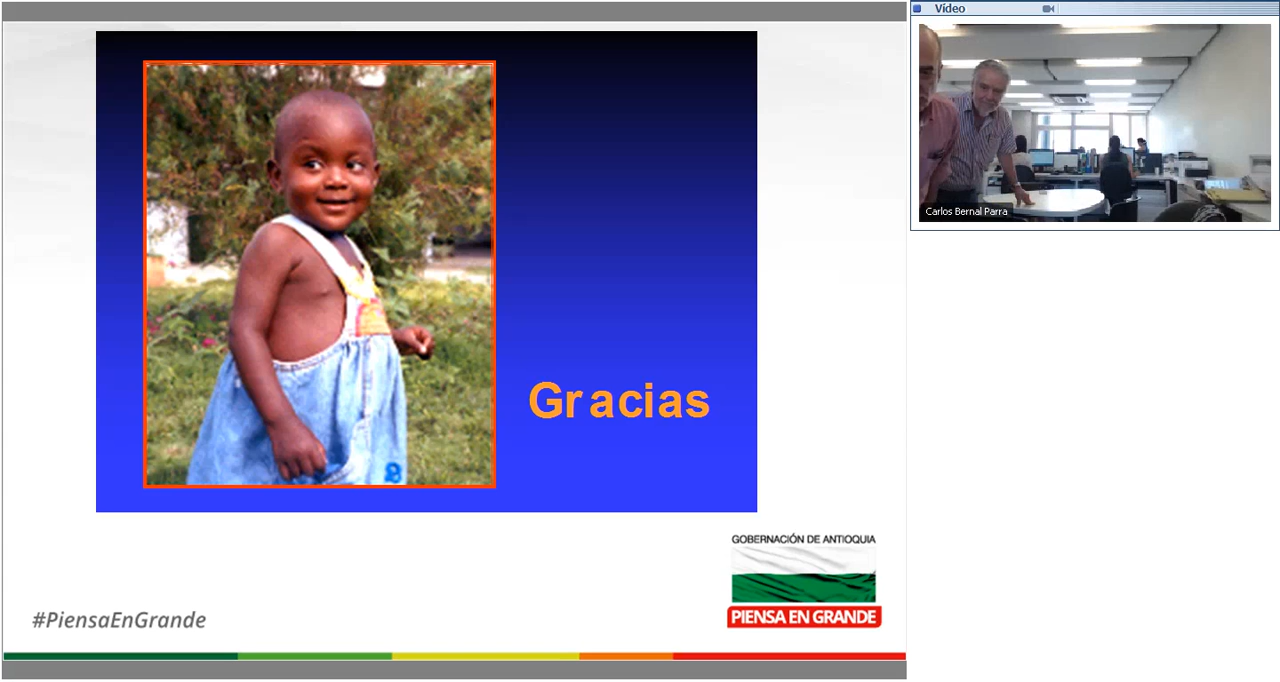 Vídeo
Carlos Bernal Parra
Gracias
GOBERNACIÓN DE ANTIOQUIA
PIENSA EN GRANDE
#PiensaEnGrande